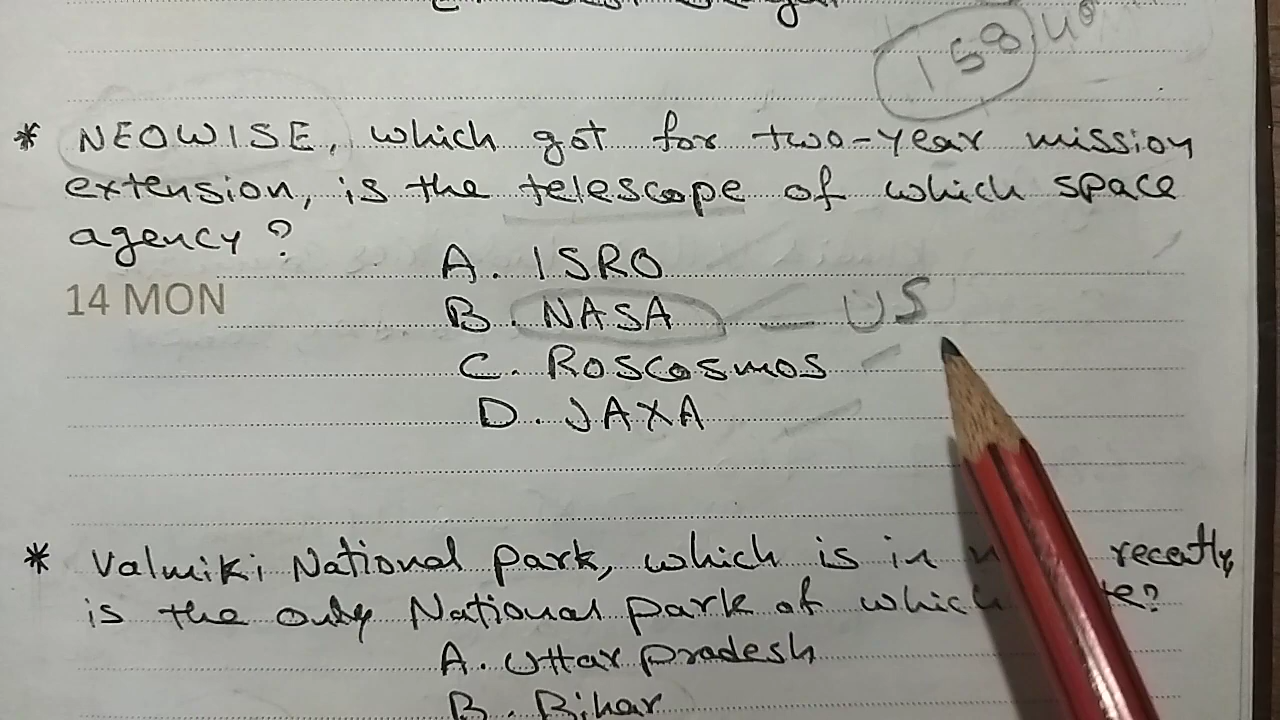 158 40
* NEOWISE, which got for two-year mission
extension, is the telescope of which space
agency?
A. ISRO
14 MON
B. NASA — US
C. Roscosmos
D. JAXA
* Valmiki National park, which is in recently
is the only National park of which
A. Uttar pradesh
B. Bihar